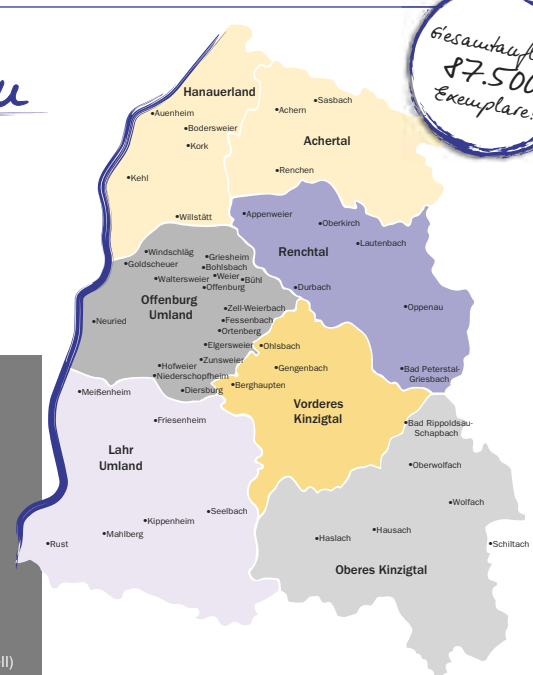 Gesamtaufl
87.500
Exemplare
Hanauerland
Sasbach
Achern
Auenheim
Bodersweier
Achertal
Kork
Renchen
Kehl
Appenweier
Willstätt
Oberkirch
Lautenbach
Renchtal
Windschläg
Griesheim
Goldscheuer
Bohlsbach
Waltersweier
Weier
Bühl
Offenburg
Durbach
Offenburg
Umland
Zell-Weierbach
Oppenau
Neuried
Fessenbach
Ortenberg
Elgersweier
Ohlsbach
Zunsweier
Hofweier
Gengenbach
Bad Peterstal-
Griesbach
Niederschopfheim
Berghaupten
Meißenheim
Diersburg
Vorderes
Kinzigtal
Friesenheim
Bad Rippoldsau-
Schapbach
Lahr
Umland
Oberwolfach
Wolfach
Seelbach
Kippenheim
Mahlberg
Hausach
Haslach
Rust
Schiltach
Oberes Kinzigtal
ll)